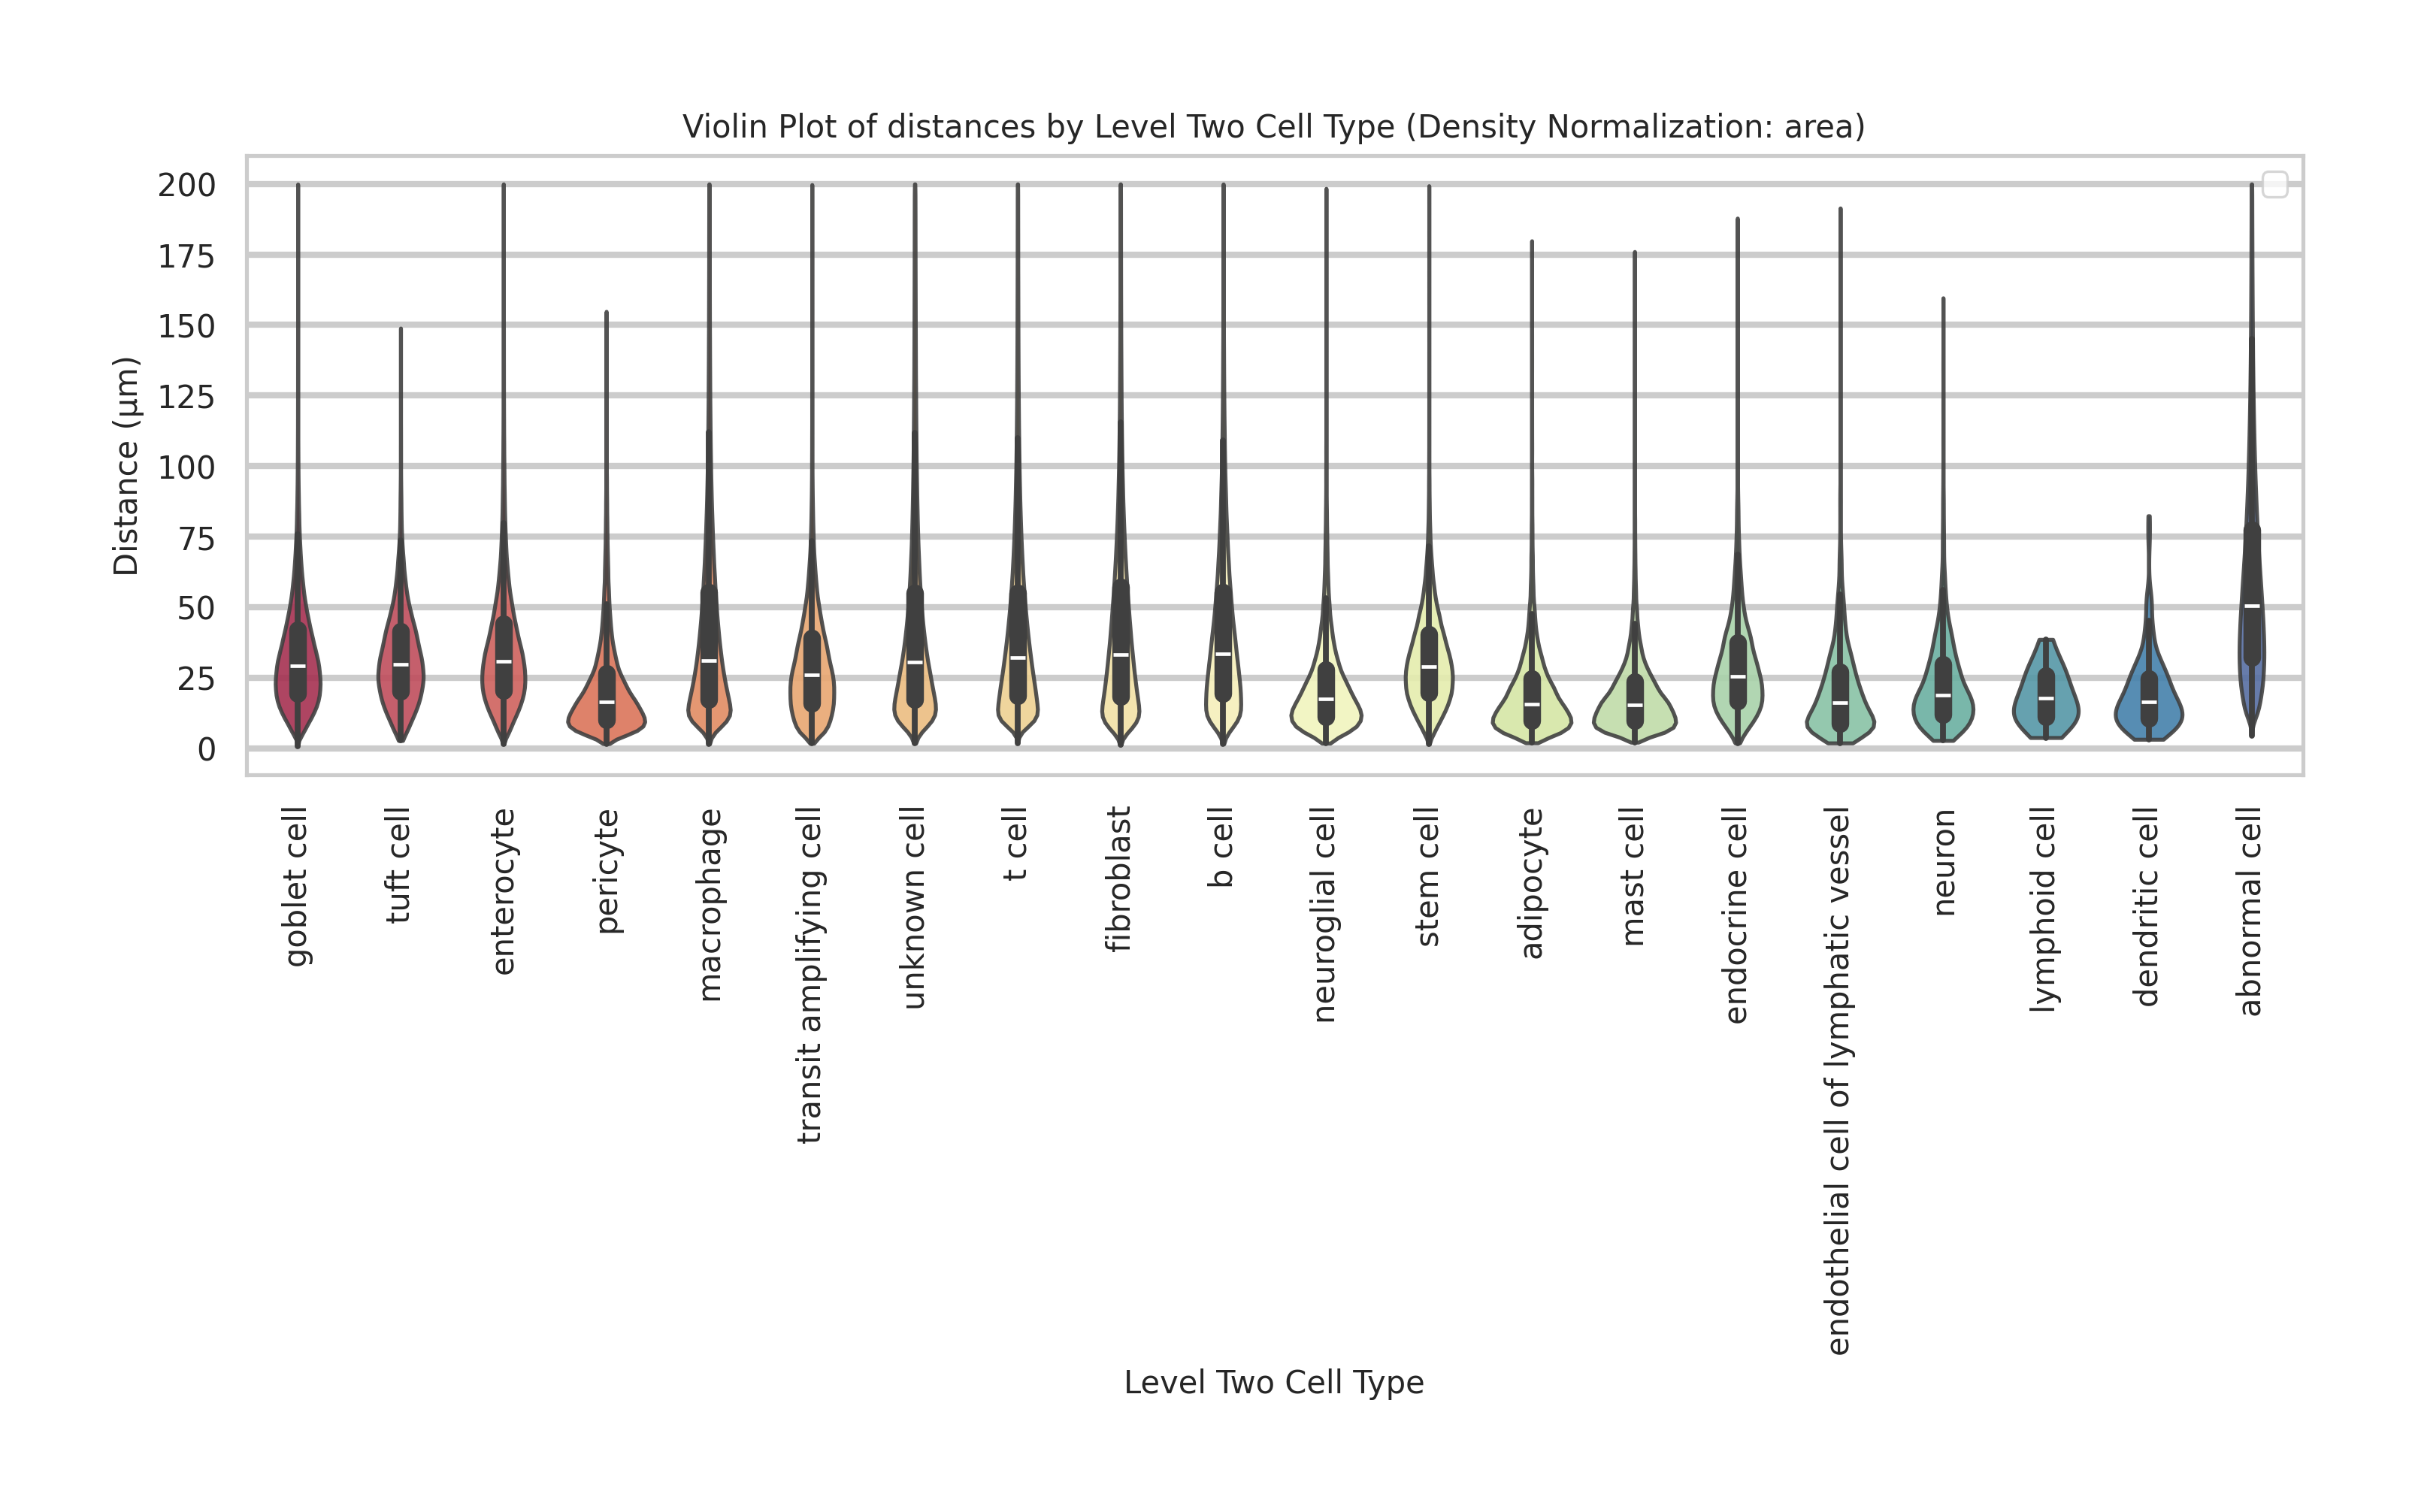 Violin Plot of distances by Level Two Cell Type (Density Normalization: area)
Distance (μm)
200
175
150
125
100
75
50
25
0
goblet cell
tuft cell
enterocyte
pericyte
macrophage
transit amplifying cell
unknown cell
t cell
fibroblast
b cell
neuroglial cell
stem cell
adipocyte
mast cell
endocrine cell
endothelial cell of lymphatic vessel
neuron
lymphoid cell
dendritic cell
abnormal cell
Level Two Cell Type